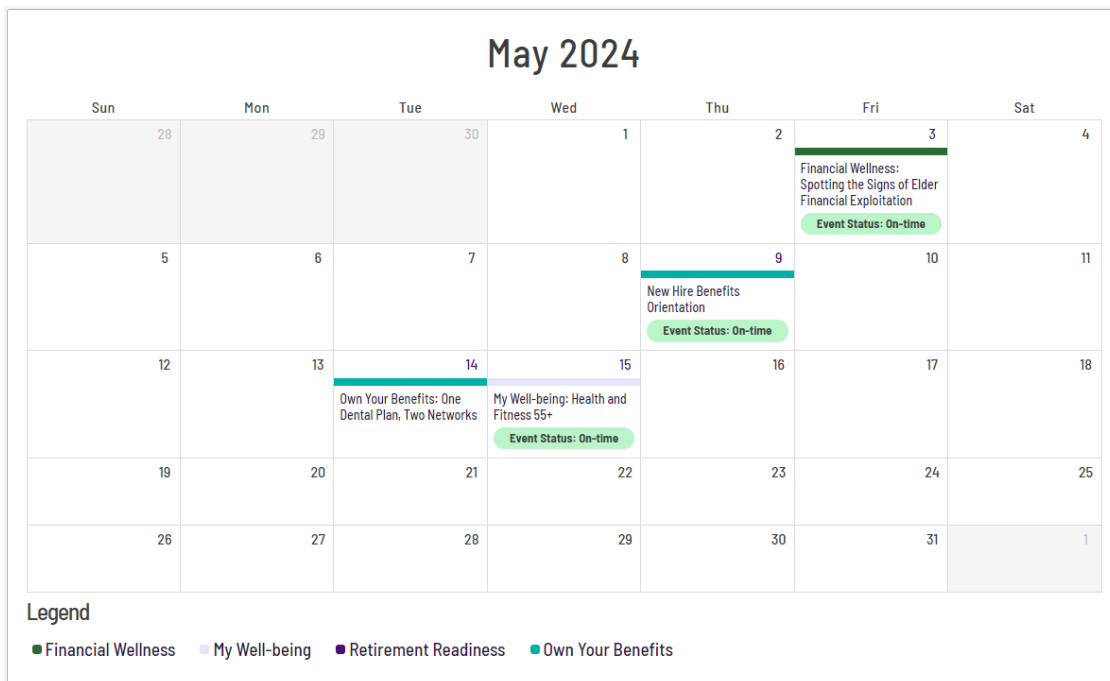 May 2024
Sun Mon Tue Wed Thu Fri Sat
28 29 30 1 2 3 4
Financial Wellness:
Spotting the Signs of Elder
Financial Exploitation
Event Status: On-time
5 6 7 8 9 10 11
New Hire Benefits
Orientation
Event Status: On-time
12 13 14 15 16 17 18
Own Your Benefits: One
Dental Plan, Two Networks
My Well-being: Health and
Fitness 55+
Event Status: On-time
19 20 21 22 23 24 25
26 27 28 29 30 31 1
Legend
Financial Wellness My Well-being Retirement Readiness Own Your Benefits